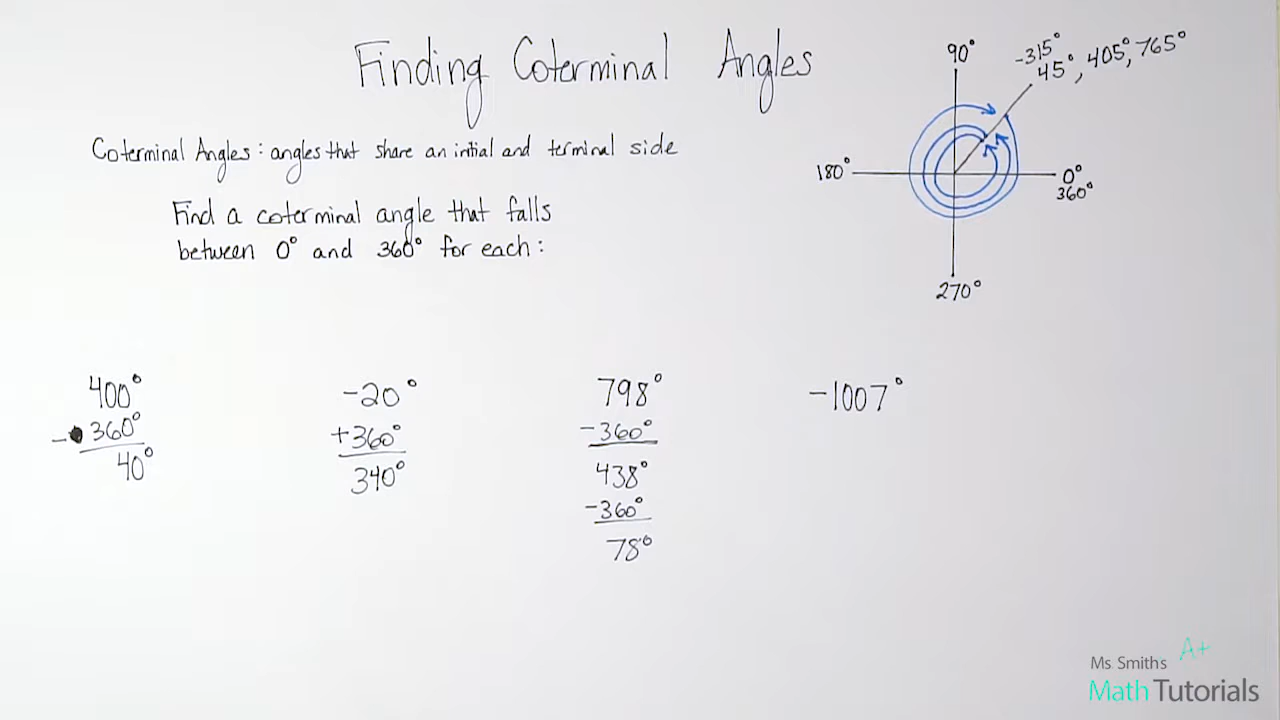 Finding Coterminal Angles
Coterminal Angles: angles that share an initial and terminal side
Find a coterminal angle that falls
between 0° and 360° for each:
90°
-315°
45°, 405°, 765°
180°
0°
360°
270°
400°
- 360°
40°
-20°
+360°
340°
798°
-360°
438°
-360°
78°
-1007°
A+
Ms. Smith's
Math Tutorials